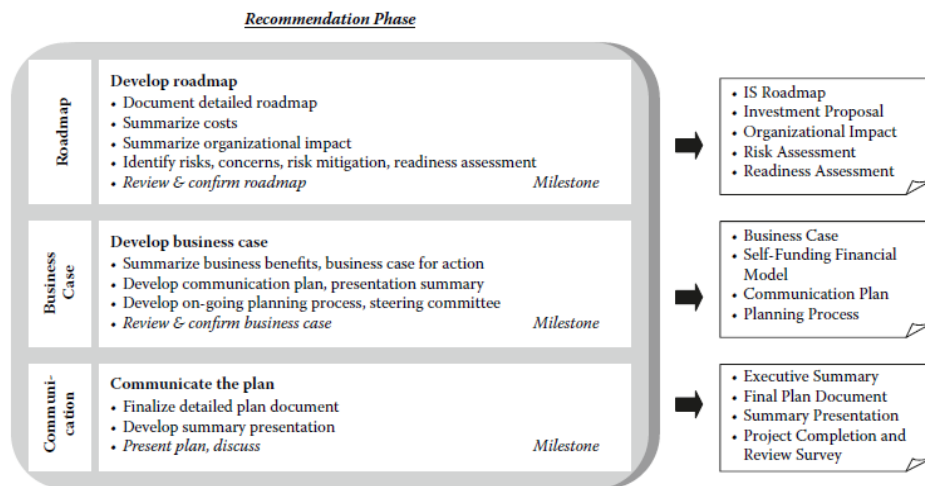 Recommendation Phase
Roadmap
Develop roadmap
• Document detailed roadmap
• Summarize costs
• Summarize organizational impact
• Identify risks, concerns, risk mitigation, readiness assessment
• Review & confirm roadmap Milestone
• IS Roadmap
• Investment Proposal
• Organizational Impact
• Risk Assessment
• Readiness Assessment
Business
Case
Develop business case
• Summarize business benefits, business case for action
• Develop communication plan, presentation summary
• Develop on-going planning process, steering committee
• Review & confirm business case Milestone
• Business Case
• Self-Funding Financial
Model
• Communication Plan
• Planning Process
Communi-
cation
Communicate the plan
• Finalize detailed plan document
• Develop summary presentation
• Present plan, discuss Milestone
• Executive Summary
• Final Plan Document
• Summary Presentation
• Project Completion and
Review Survey